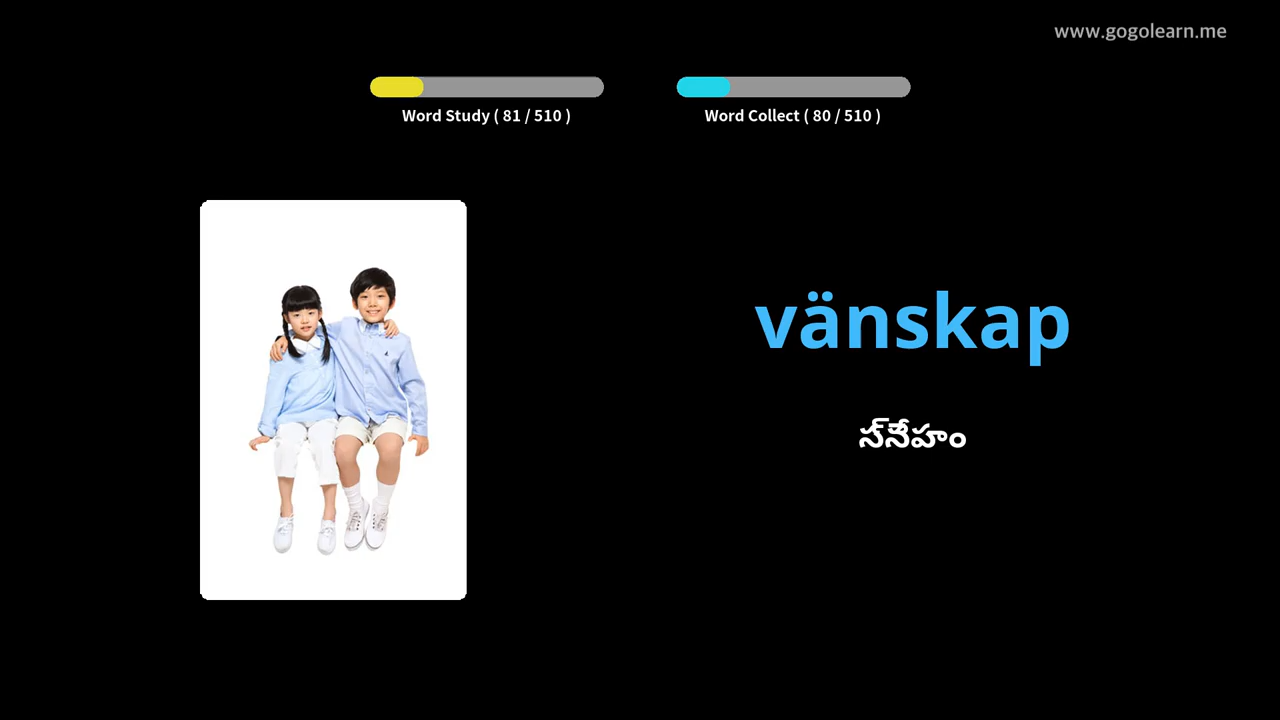 www.gogolearn.me
Word Study ( 81 / 510 )
Word Collect ( 80 / 510 )
vänskap
స్నేహం